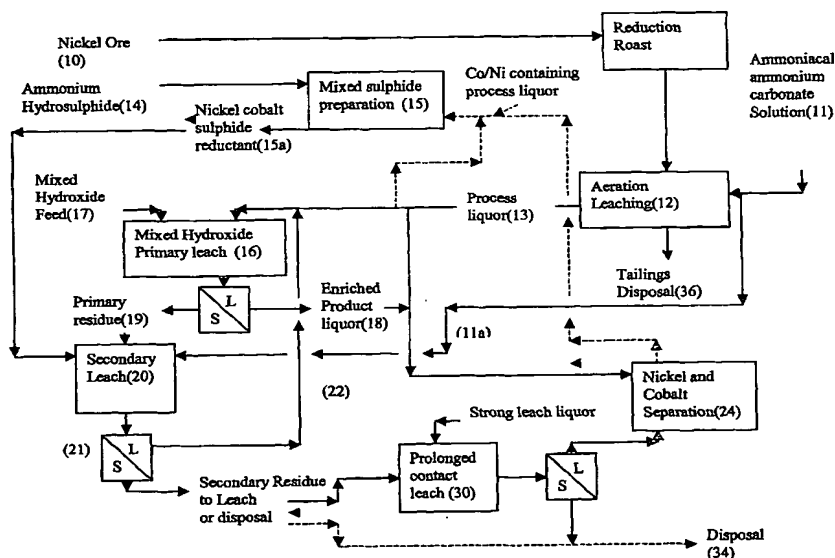 Nickel Ore
(10)
Reduction
Roast
Ammonium
Hydrosulphide(14)
Mixed sulphide
preparation (15)
Co/Ni containing
process liquor
Ammoniacal
ammonium
carbonate
Solution(11)
Nickel cobalt
sulphide
reductant(15a)
Mixed
Hydroxide
Feed(17)
Process
liquor(13)
Aeration
Leaching(12)
Mixed Hydroxide
Primary leach (16)
Tailings
Disposal(36)
L
S
Primary
residue(19)
Enriched
Product
liquor(18)
(11a)
Secondary
Leach(20)
(22)
Nickel and
Cobalt
Separation(24)
Strong leach liquor
(21)
L
S
Secondary Residue
to Leach
or disposal
Prolonged
contact
leach (30)
L
S
Disposal
(34)